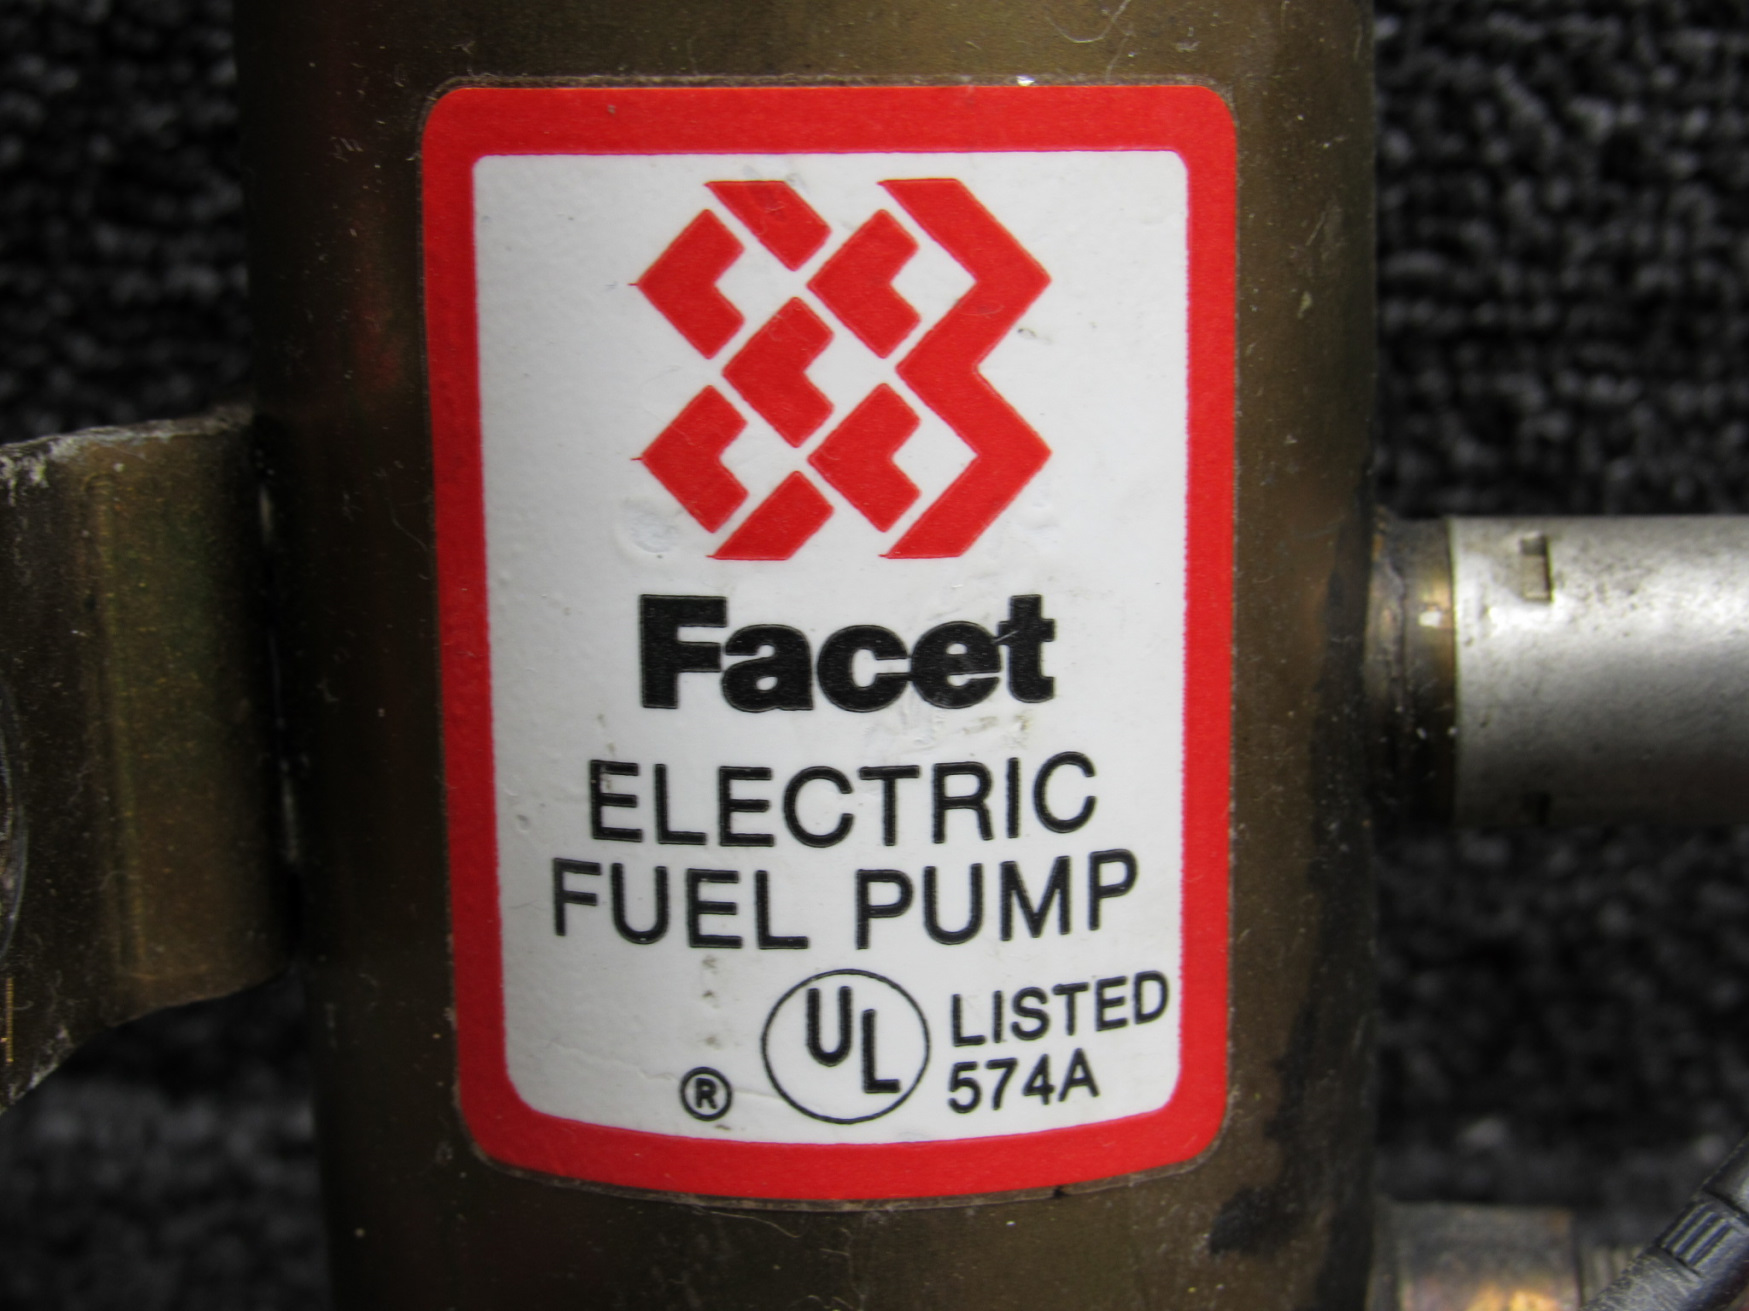 Facet
ELECTRIC
FUEL PUMP
® UL LISTED
574A